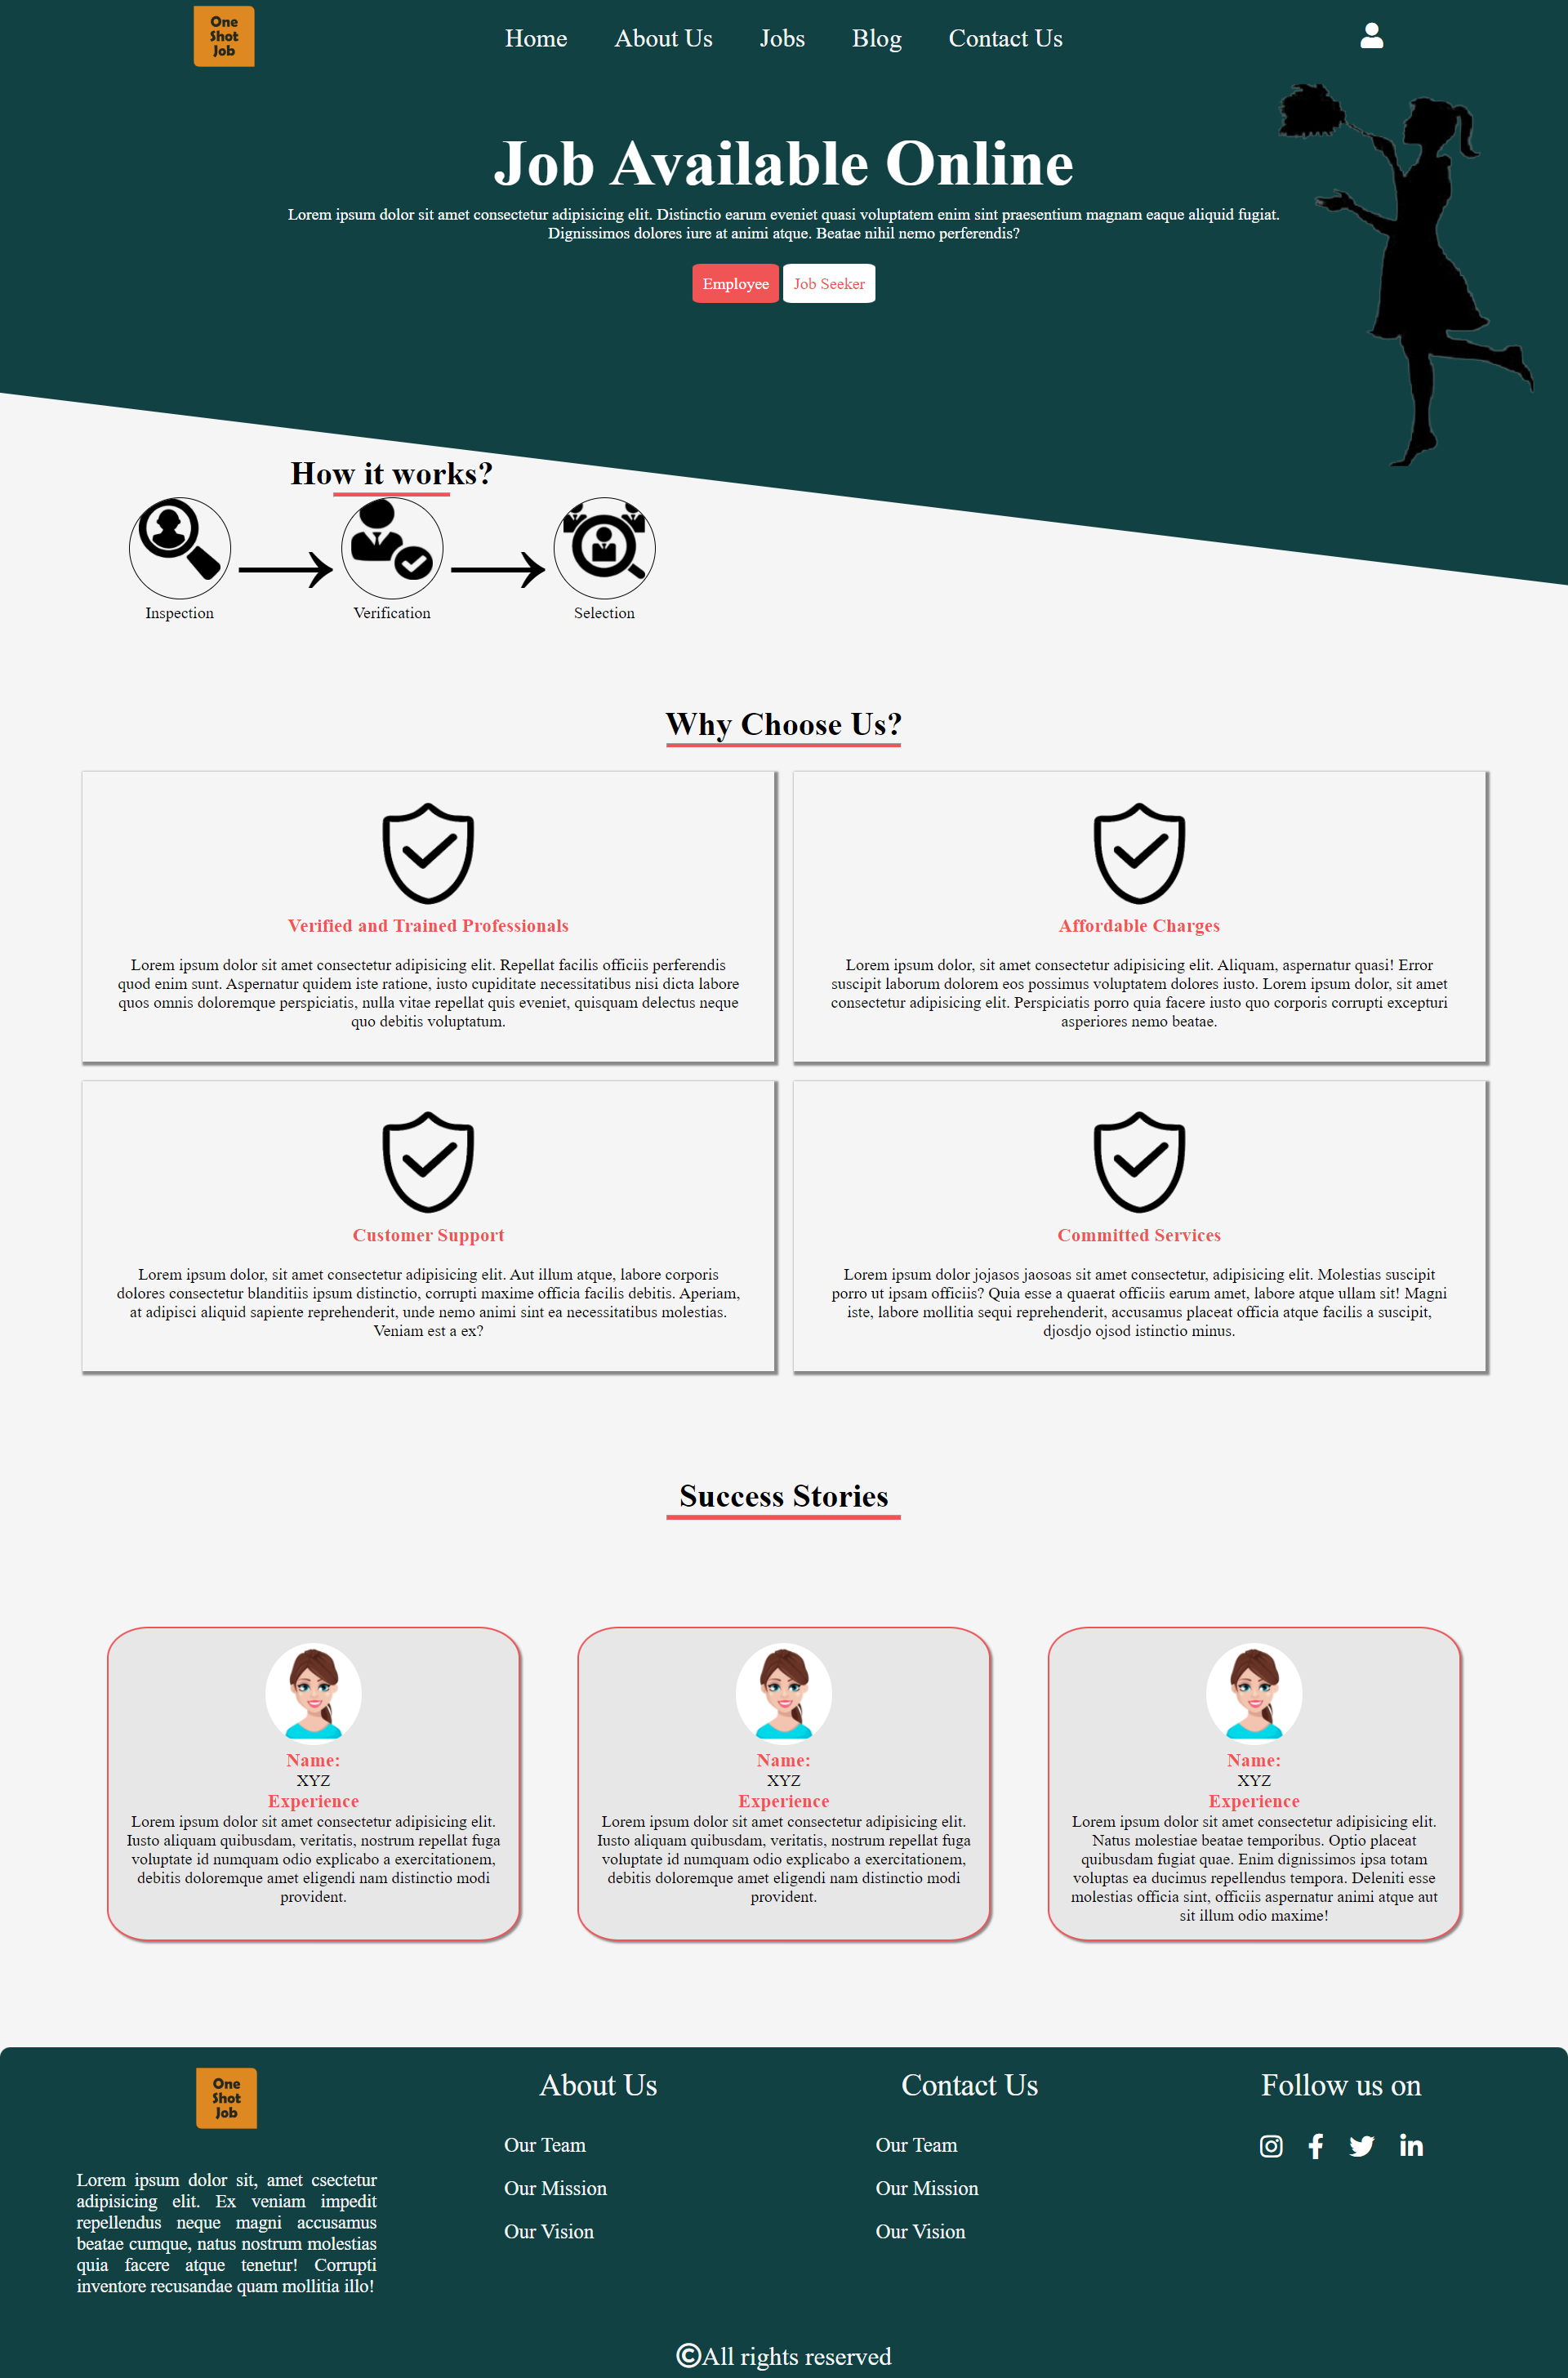 One
Shot
Job
Home About Us Jobs Blog Contact Us
Job Available Online
Lorem ipsum dolor sit amet consectetur adipisicing elit. Distinctio earum eveniet quasi voluptatem enim sint praesentium magnam eaque aliquid fugiat.
Dignissimos dolores iure at animi atque. Beatae nihil nemo perferendis?
Employee Job Seeker
How it works?
Inspection Verification Selection
Why Choose Us?
Verified and Trained Professionals
Lorem ipsum dolor sit amet consectetur adipisicing elit. Repellat facilis officiis perferendis
quod enim sunt. Aspernatur quidem iste ratione, iusto cupiditate necessitatibus nisi dicta labore
quos omnis doloremque perspiciatis, nulla vitae repellat quis eveniet, quisquam delectus neque
quo debitis voluptatum.
Affordable Charges
Lorem ipsum dolor, sit amet consectetur adipisicing elit. Aliquam, aspernatur quasi! Error
suscipit laborum dolorem eos possimus voluptatem dolores iusto. Lorem ipsum dolor, sit amet
consectetur adipisicing elit. Perspiciatis porro quia facere iusto quo corporis corrupti excepturi
asperiores nemo beatae.
Customer Support
Lorem ipsum dolor, sit amet consectetur adipisicing elit. Aut illum atque, labore corporis
dolores consectetur blanditiis ipsum distinctio, corrupti maxime officia facilis debitis. Aperiam,
at adipisci aliquid sapiente reprehenderit, unde nemo animi sint ea necessitatibus molestias.
Veniam est a ex?
Committed Services
Lorem ipsum dolor jojasos jaosoas sit amet consectetur, adipisicing elit. Molestias suscipit
porro ut ipsam officiis? Quia esse a quaerat officiis earum amet, labore atque ullam sit! Magni
iste, labore mollitia sequi reprehenderit, accusamus placeat officia atque facilis a suscipit,
djosdjo ojsod istinctio minus.
Success Stories
Name:
XYZ
Experience
Lorem ipsum dolor sit amet consectetur adipisicing elit.
Iusto aliquam quibusdam, veritatis, nostrum repellat fuga
voluptate id numquam odio explicabo a exercitationem,
debitis doloremque amet eligendi nam distinctio modi
provident.
Name:
XYZ
Experience
Lorem ipsum dolor sit amet consectetur adipisicing elit.
Iusto aliquam quibusdam, veritatis, nostrum repellat fuga
voluptate id numquam odio explicabo a exercitationem,
debitis doloremque amet eligendi nam distinctio modi
provident.
Name:
XYZ
Experience
Lorem ipsum dolor sit amet consectetur adipisicing elit.
Natus molestiae beatae temporibus. Optio placeat
quibusdam fugiat quae. Enim dignissimos ipsa totam
voluptas ea ducimus repellendus tempora. Deleniti esse
molestias officia sint, officiis aspernatur animi atque aut
sit illum odio maxime!
One
Shot
Job
Lorem ipsum dolor sit, amet csectetur
adipisicing elit. Ex veniam impedit
repellendus neque magni accusamus
beatae cumque, natus nostrum molestias
quia facere atque tenetur! Corrupti
inventore recusandae quam mollitia illo!
About Us
Our Team
Our Mission
Our Vision
Contact Us
Our Team
Our Mission
Our Vision
Follow us on
©All rights reserved